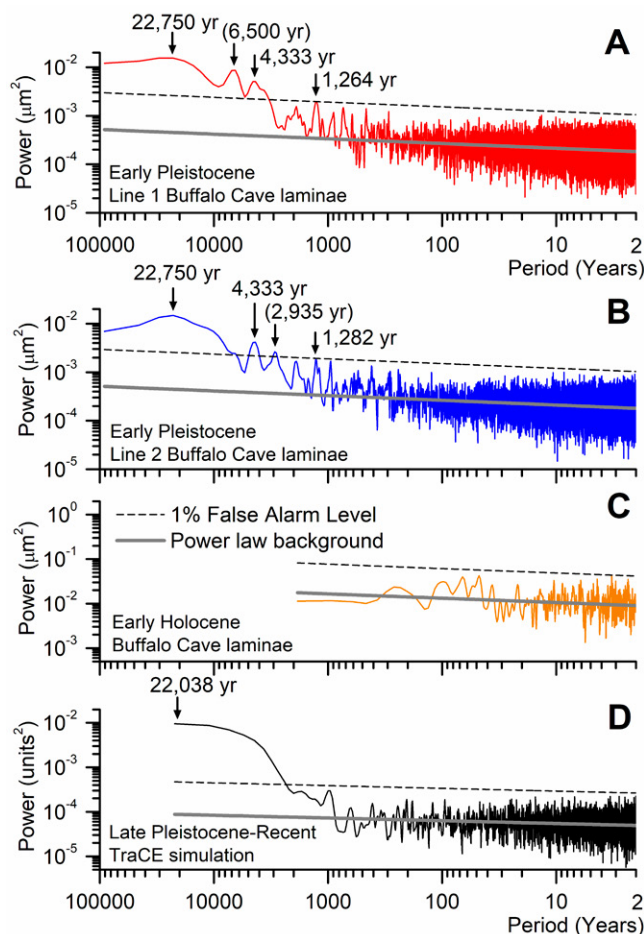 22,750 yr
(6,500 yr)
4,333 yr
1,264 yr
A
10⁻²
10⁻³
10⁻⁴
10⁻⁵
Power (μm²)
Early Pleistocene
Line 1 Buffalo Cave laminae
100000
10000
1000
100
10
2
Period (Years)
22,750 yr
4,333 yr
(2,935 yr)
1,282 yr
B
10⁻²
10⁻³
10⁻⁴
10⁻⁵
Power (μm²)
Early Pleistocene
Line 2 Buffalo Cave laminae
10⁰
10⁻¹
10⁻²
10⁻³
Power (μm²)
1% False Alarm Level
Power law background
C
Early Holocene
Buffalo Cave laminae
22,038 yr
D
10⁻²
10⁻³
10⁻⁴
10⁻⁵
Power (units²)
Late Pleistocene-Recent
TraCE simulation
100000
10000
1000
100
10
2
Period (Years)